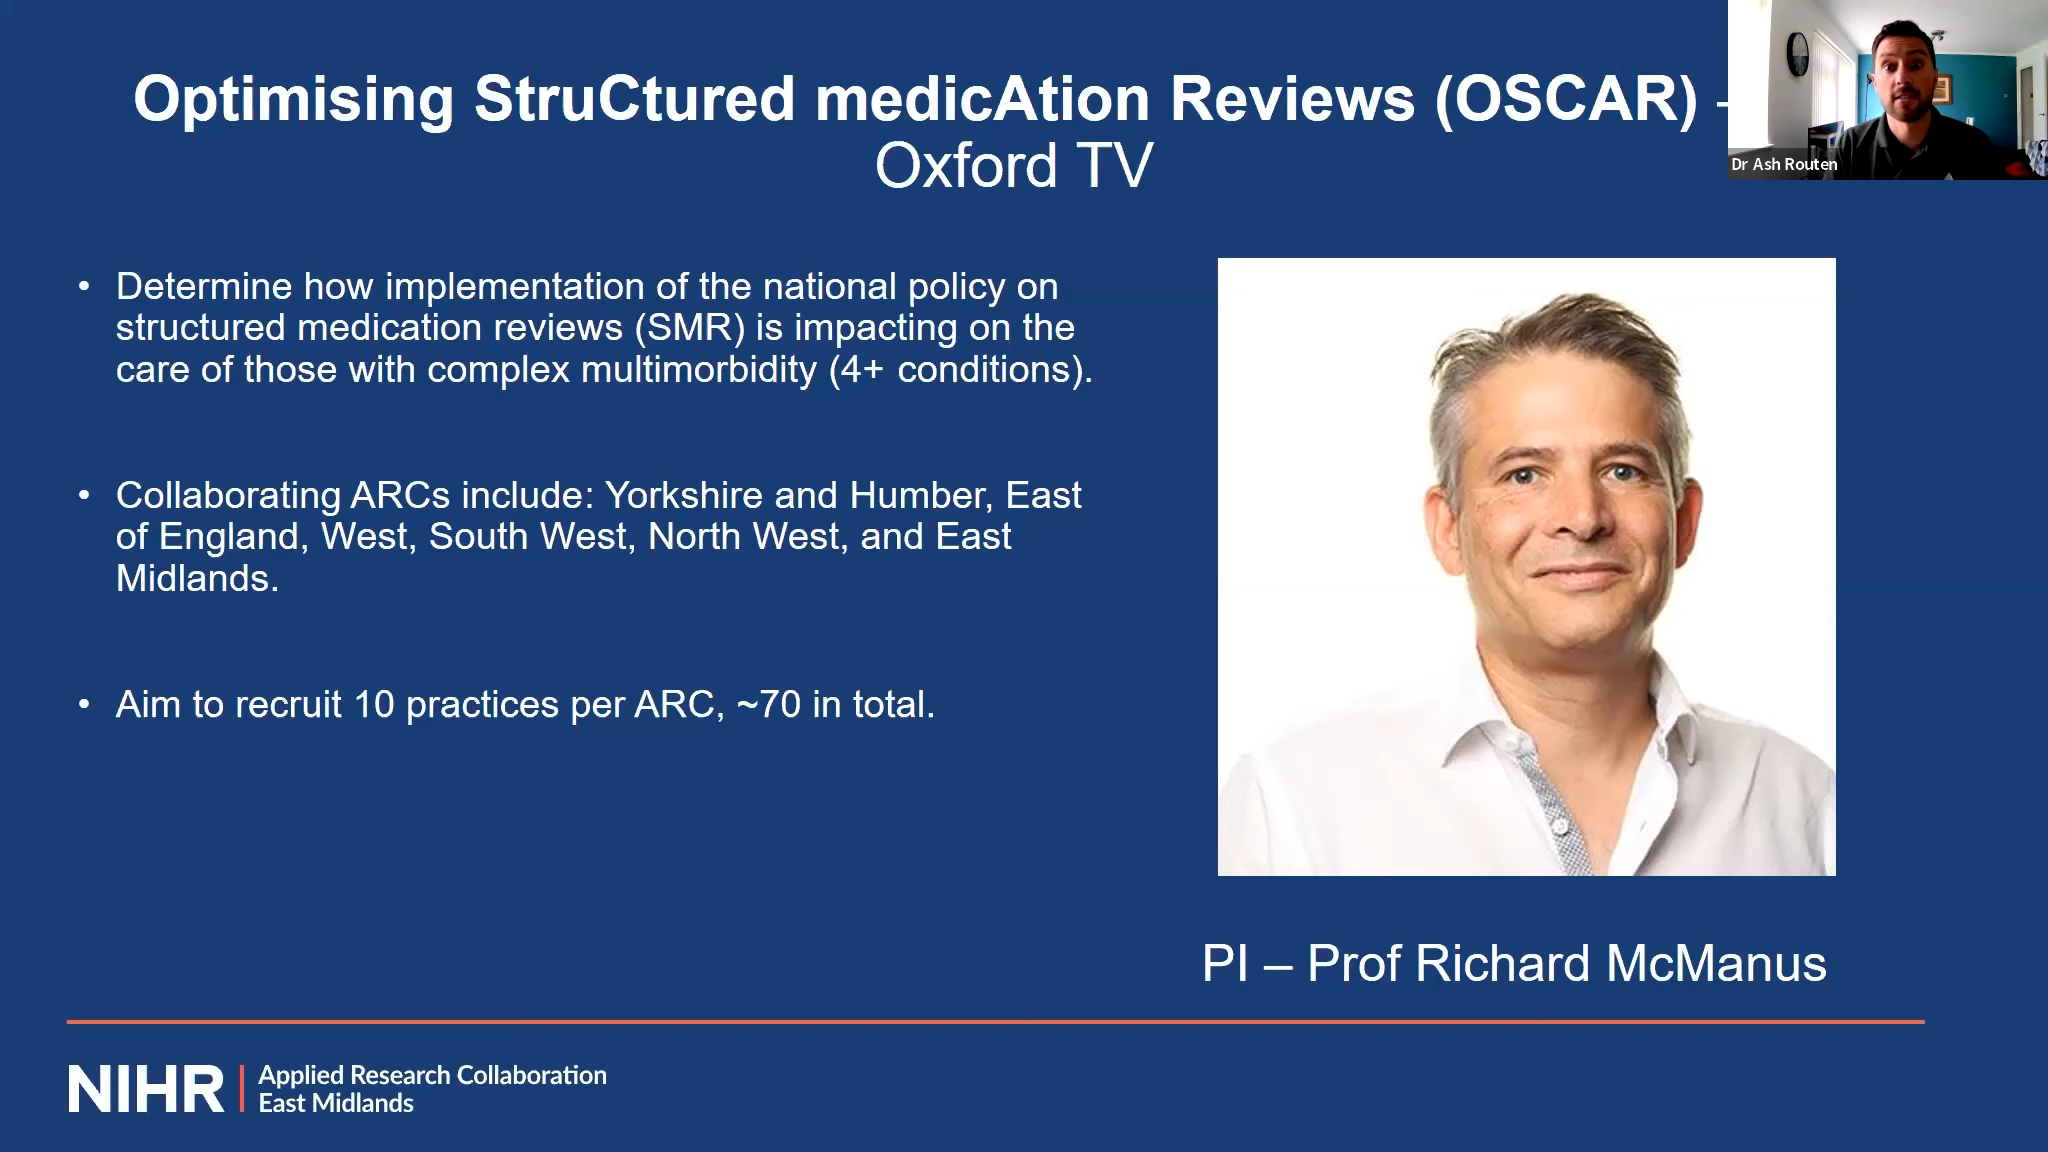 Optimising StruCtured medicAtion Reviews (OSCAR) –
Oxford TV
Dr Ash Routen
• Determine how implementation of the national policy on
structured medication reviews (SMR) is impacting on the
care of those with complex multimorbidity (4+ conditions).
• Collaborating ARCs include: Yorkshire and Humber, East
of England, West, South West, North West, and East
Midlands.
• Aim to recruit 10 practices per ARC, ~70 in total.
PI – Prof Richard McManus
NIHR | Applied Research Collaboration
East Midlands